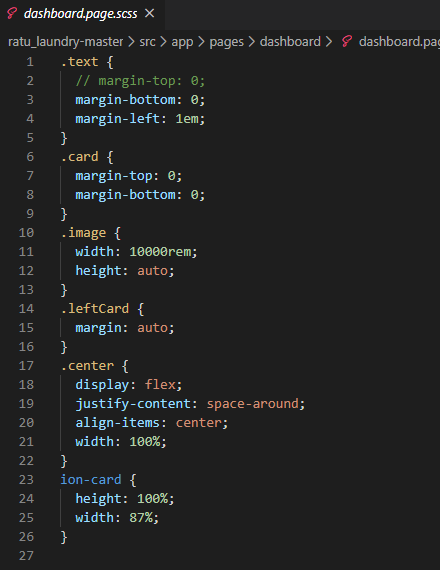 dashboard.page.scss
ratu_laundry-master > src > app > pages > dashboard > dashboard.pag
1 .text {
2 // margin-top: 0;
3 margin-bottom: 0;
4 margin-left: 1em;
5 }
6 .card {
7 margin-top: 0;
8 margin-bottom: 0;
9 }
10 .image {
11 width: 10000rem;
12 height: auto;
13 }
14 .leftCard {
15 margin: auto;
16 }
17 .center {
18 display: flex;
19 justify-content: space-around;
20 align-items: center;
21 width: 100%;
22 }
23 ion-card {
24 height: 100%;
25 width: 87%;
26 }
27